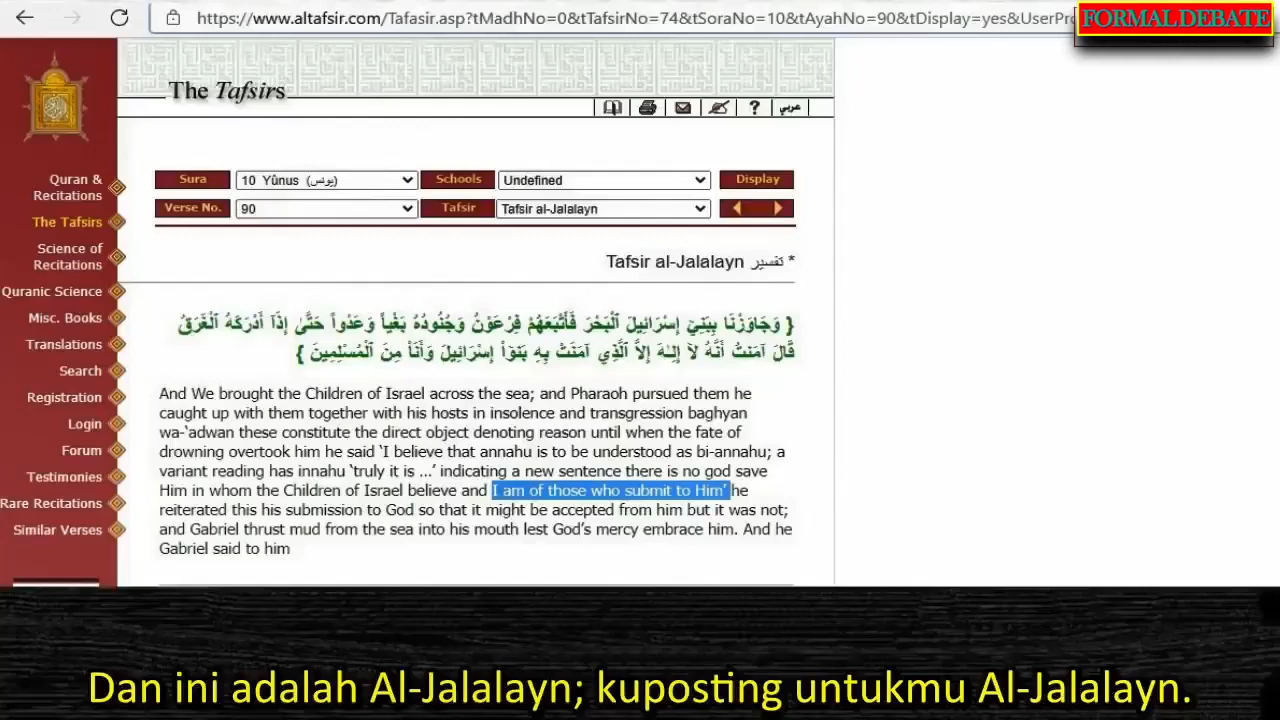 https://www.altafsir.com/Tafasir.asp?tMadhNo=0&tTafsirNo=74&tSoraNo=10&tAyahNo=90&tDisplay=yes&UserPro
FORMAL DEBATE
The Tafsirs
? عربي
Quran &
Recitations
The Tafsirs
Science of
Recitations
Quranic Science
Misc. Books
Translations
Search
Registration
Login
Forum
Testimonies
Rare Recitations
Similar Verses
Sura 10 Yûnus (يونس) Schools Undefined Display
Verse No. 90 Tafsir Tafsir al-Jalalayn
* تفسير Tafsir al-Jalalayn
{ وَجَاوَزْنَا بِبَنِيۤ إِسْرَائِيلَ ٱلْبَحْرَ فَأَتْبَعَهُمْ فِرْعَوْنُ وَجُنُودُهُ بَغْياً وَعَدْواً حَتَّىٰ إِذَآ أَدْرَكَهُ ٱلْغَرَقُ
قَالَ آمَنتُ أَنَّهُ لاۤ إِلِـٰهَ إِلاَّ ٱلَّذِيۤ آمَنَتْ بِهِ بَنوۤاْ إِسْرَائِيلَ وَأَنَاْ مِنَ ٱلْمُسْلِمِينَ }
And We brought the Children of Israel across the sea; and Pharaoh pursued them he
caught up with them together with his hosts in insolence and transgression baghyan
wa-‘adwan these constitute the direct object denoting reason until when the fate of
drowning overtook him he said ‘I believe that annahu is to be understood as bi-annahu; a
variant reading has innahu ‘truly it is …’ indicating a new sentence there is no god save
Him in whom the Children of Israel believe and I am of those who submit to Him’ he
reiterated this his submission to God so that it might be accepted from him but it was not;
and Gabriel thrust mud from the sea into his mouth lest God’s mercy embrace him. And he
Gabriel said to him
Dan ini adalah Al-Jalalayn; kuposting untukmu Al-Jalalayn.